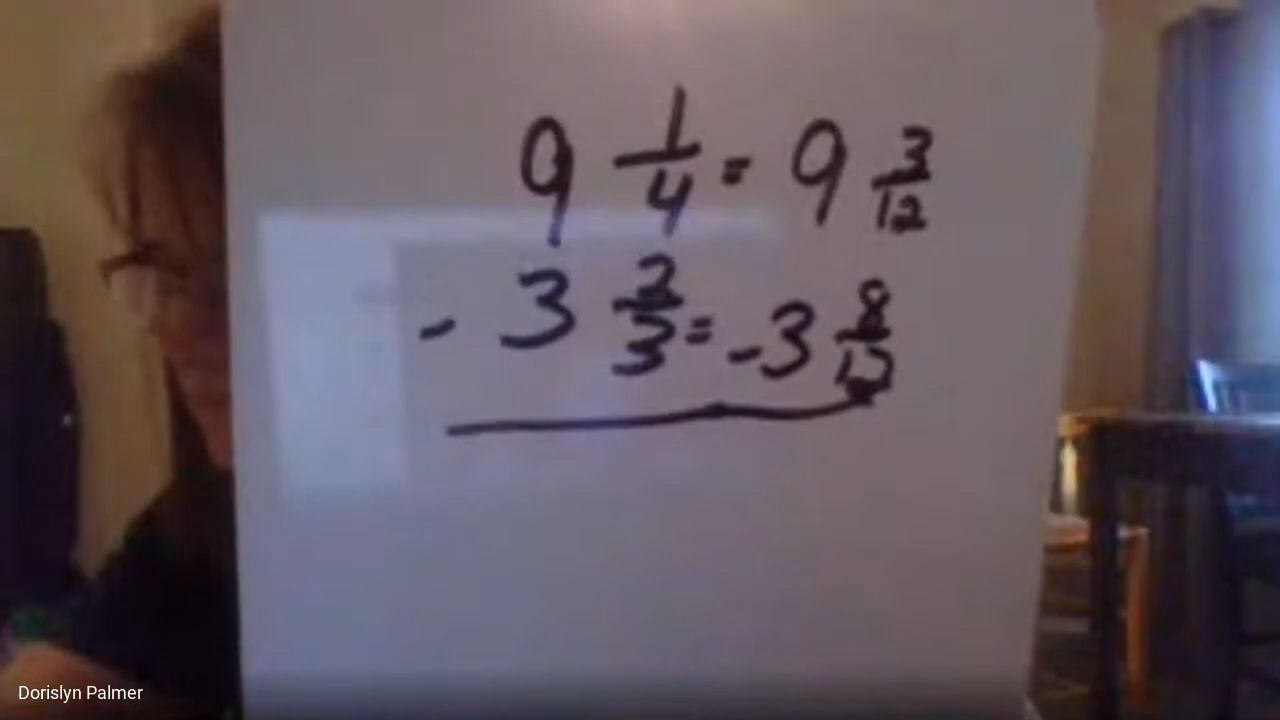 9 1/4 = 9 3/12
- 3 2/3 = - 3 8/12
Dorislyn Palmer